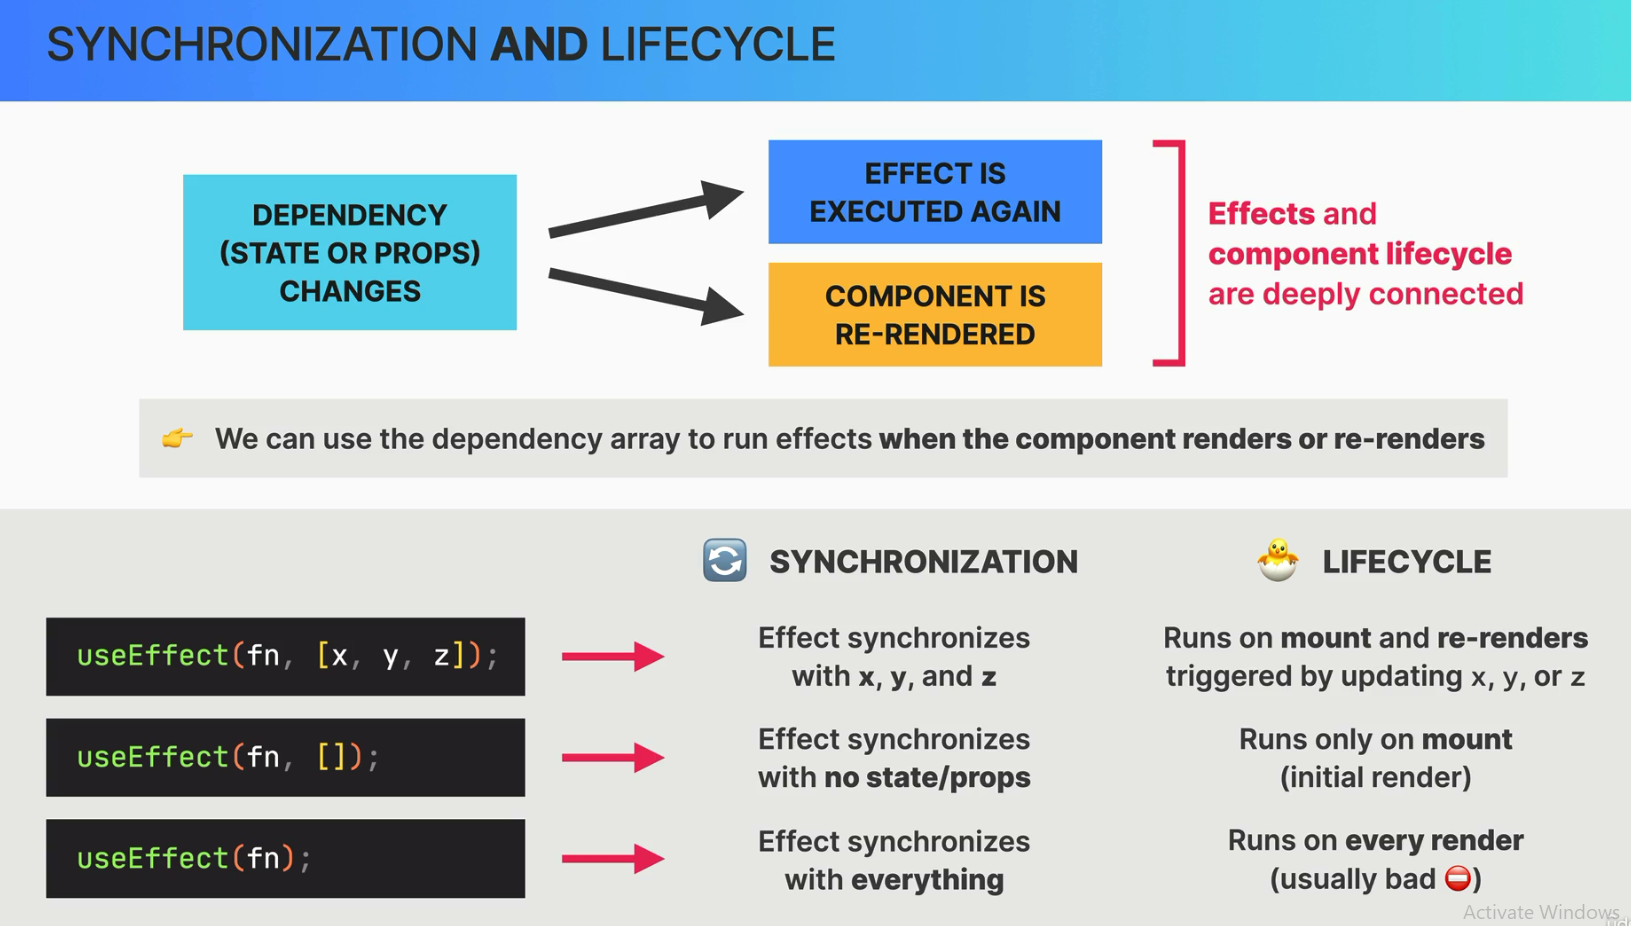 SYNCHRONIZATION AND LIFECYCLE
DEPENDENCY
(STATE OR PROPS)
CHANGES
EFFECT IS
EXECUTED AGAIN
COMPONENT IS
RE-RENDERED
Effects and
component lifecycle
are deeply connected
👉 We can use the dependency array to run effects when the component renders or re-renders
SYNCHRONIZATION
LIFECYCLE
useEffect(fn, [x, y, z]);
Effect synchronizes
with x, y, and z
Runs on mount and re-renders
triggered by updating x, y, or z
useEffect(fn, []);
Effect synchronizes
with no state/props
Runs only on mount
(initial render)
useEffect(fn);
Effect synchronizes
with everything
Runs on every render
(usually bad ⛔)
Activate Windows